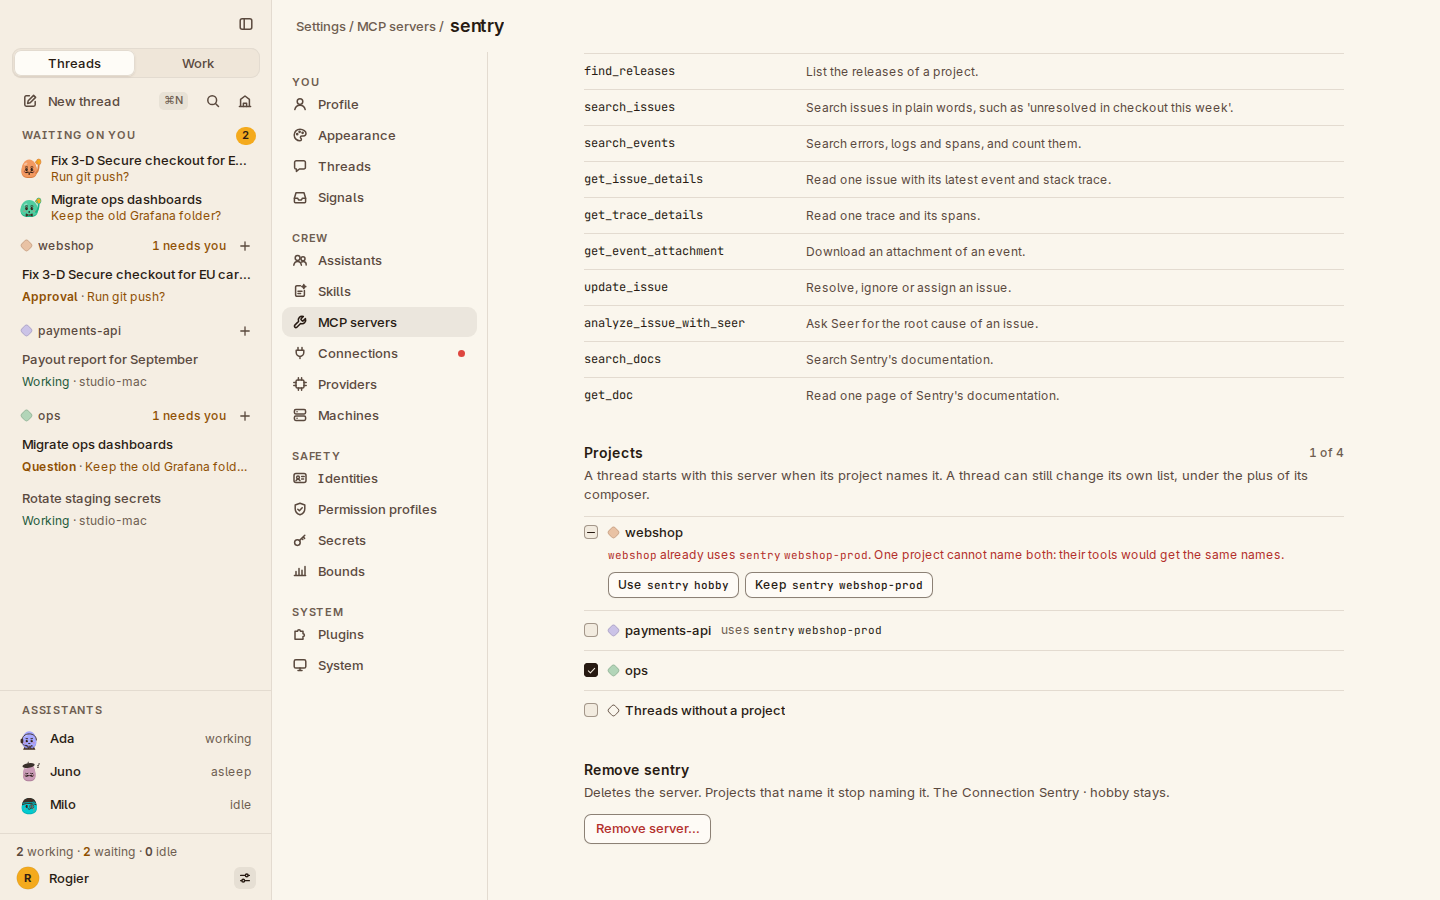 Settings / MCP servers / sentry
Threads
Work
New thread
⌘N
WAITING ON YOU
2
Fix 3-D Secure checkout for E...
Run git push?
Migrate ops dashboards
Keep the old Grafana folder?
webshop
1 needs you
Fix 3-D Secure checkout for EU car...
Approval · Run git push?
payments-api
Payout report for September
Working · studio-mac
ops
1 needs you
Migrate ops dashboards
Question · Keep the old Grafana fold...
Rotate staging secrets
Working · studio-mac
ASSISTANTS
Ada
working
Juno
asleep
Milo
idle
2 working · 2 waiting · 0 idle
R
Rogier
YOU
Profile
Appearance
Threads
Signals
CREW
Assistants
Skills
MCP servers
Connections
Providers
Machines
SAFETY
Identities
Permission profiles
Secrets
Bounds
SYSTEM
Plugins
System
find_releases
List the releases of a project.
search_issues
Search issues in plain words, such as 'unresolved in checkout this week'.
search_events
Search errors, logs and spans, and count them.
get_issue_details
Read one issue with its latest event and stack trace.
get_trace_details
Read one trace and its spans.
get_event_attachment
Download an attachment of an event.
update_issue
Resolve, ignore or assign an issue.
analyze_issue_with_seer
Ask Seer for the root cause of an issue.
search_docs
Search Sentry's documentation.
get_doc
Read one page of Sentry's documentation.
Projects
1 of 4
A thread starts with this server when its project names it. A thread can still change its own list, under the plus of its
composer.
webshop
webshop already uses sentry webshop-prod. One project cannot name both: their tools would get the same names.
Use sentry hobby
Keep sentry webshop-prod
payments-api uses sentry webshop-prod
ops
Threads without a project
Remove sentry
Deletes the server. Projects that name it stop naming it. The Connection Sentry · hobby stays.
Remove server...